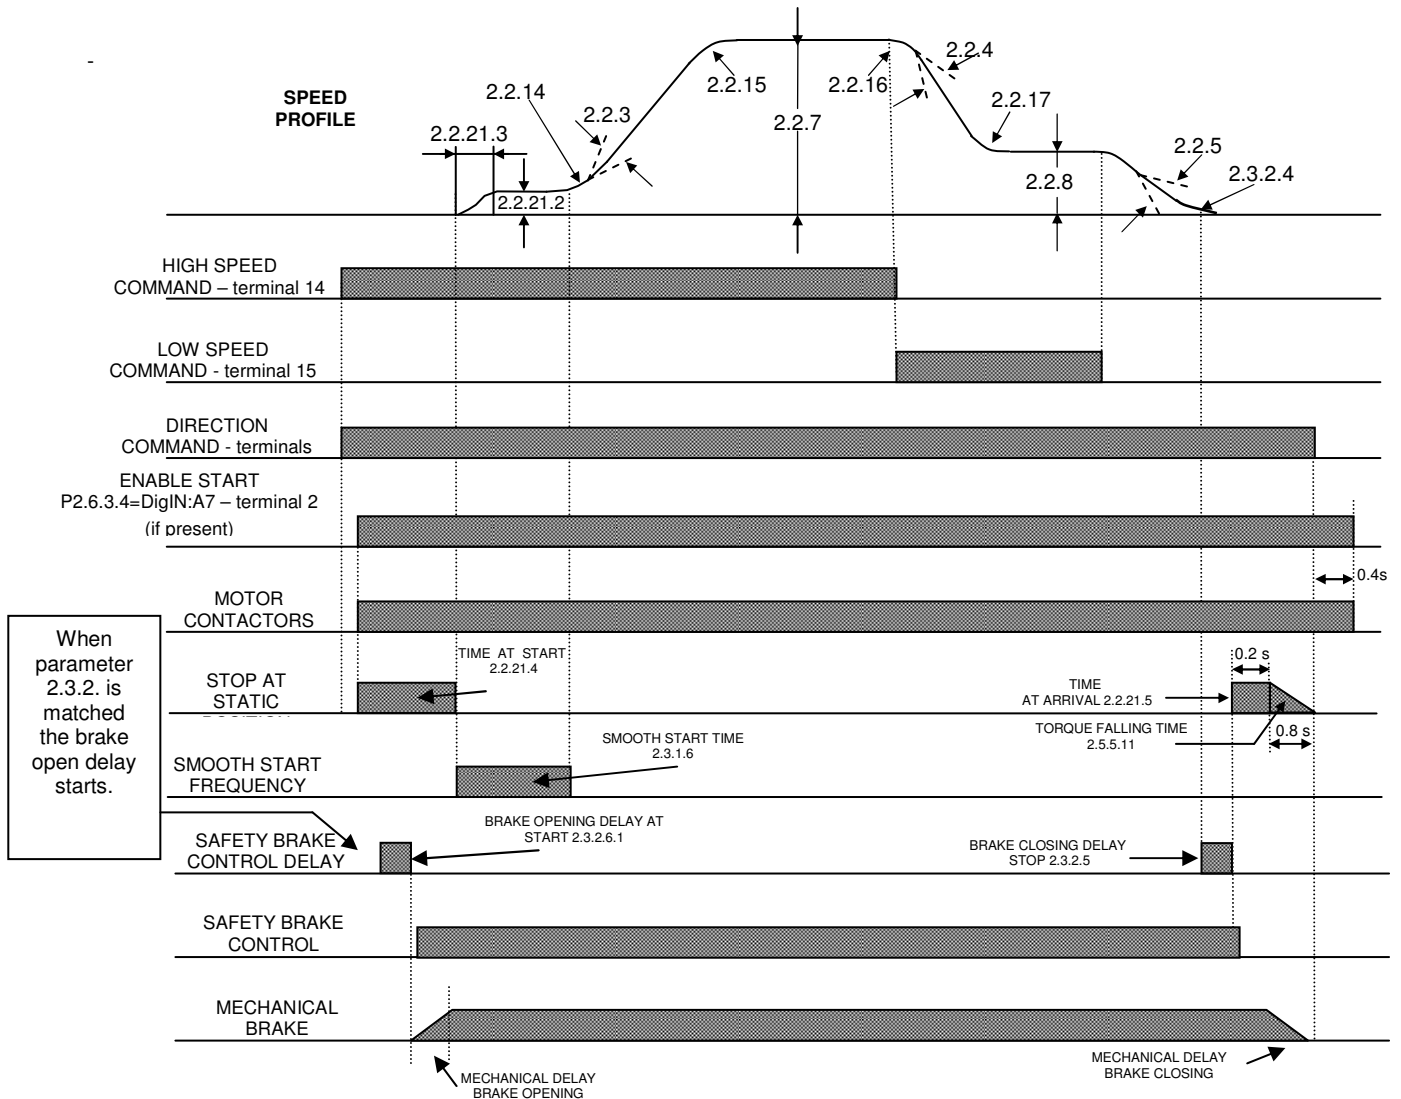 -
SPEED
PROFILE
2.2.21.3
2.2.14
2.2.3
2.2.21.2
2.2.15
2.2.7
2.2.16
2.2.4
2.2.17
2.2.8
2.2.5
2.3.2.4
HIGH SPEED
COMMAND – terminal 14
LOW SPEED
COMMAND - terminal 15
DIRECTION
COMMAND - terminals
ENABLE START
P2.6.3.4=DigIN:A7 – terminal 2
(if present)
0.4s
MOTOR
CONTACTORS
When
parameter
2.3.2. is
matched
the brake
open delay
starts.
STOP AT
STATIC
TIME AT START
2.2.21.4
TIME
AT ARRIVAL 2.2.21.5
0.2 s
TORQUE FALLING TIME
2.5.5.11
0.8 s
SMOOTH START
FREQUENCY
SMOOTH START TIME
2.3.1.6
SAFETY BRAKE
CONTROL DELAY
BRAKE OPENING DELAY AT
START 2.3.2.6.1
BRAKE CLOSING DELAY
STOP 2.3.2.5
SAFETY BRAKE
CONTROL
MECHANICAL
BRAKE
MECHANICAL DELAY
BRAKE OPENING
MECHANICAL DELAY
BRAKE CLOSING